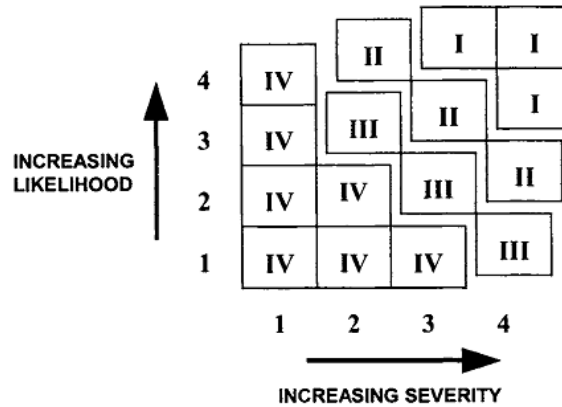 I I
II
4 IV I
II
3 IV III
INCREASING
LIKELIHOOD
2 IV IV III II
1 IV IV IV III
1 2 3 4
INCREASING SEVERITY